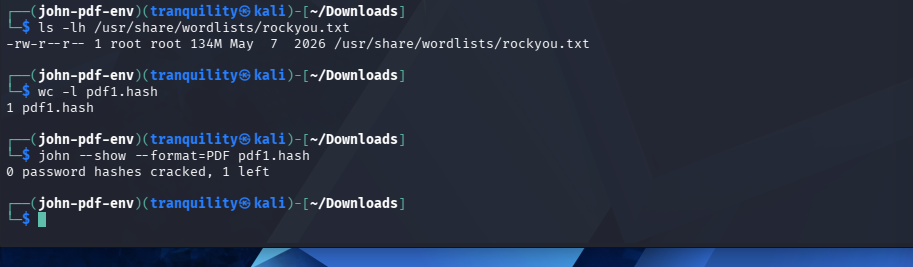 ┌──(john-pdf-env)(tranquility㉿kali)-[~/Downloads]
└─$ ls -lh /usr/share/wordlists/rockyou.txt
-rw-r--r-- 1 root root 134M May  7  2026 /usr/share/wordlists/rockyou.txt
┌──(john-pdf-env)(tranquility㉿kali)-[~/Downloads]
└─$ wc -l pdf1.hash
1 pdf1.hash
┌──(john-pdf-env)(tranquility㉿kali)-[~/Downloads]
└─$ john --show --format=PDF pdf1.hash
0 password hashes cracked, 1 left
┌──(john-pdf-env)(tranquility㉿kali)-[~/Downloads]
└─$